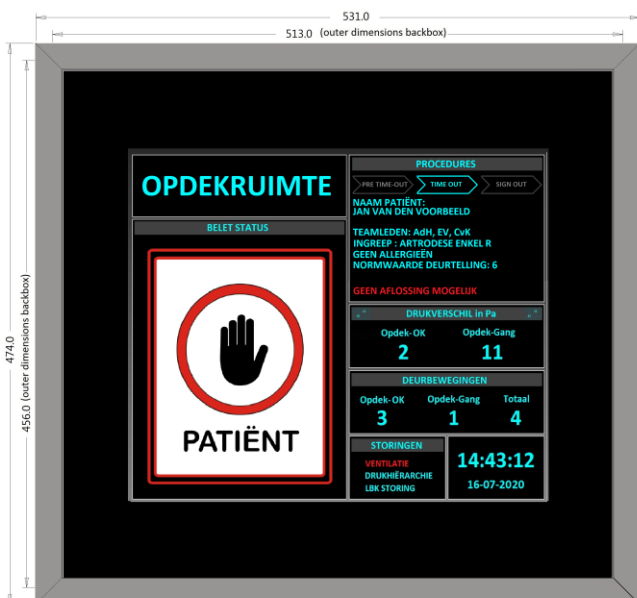 531.0
513.0 (outer dimensions backbox)
474.0
456.0 (outer dimensions backbox)
OPDEKRUIMTE
BELET STATUS
PATIËNT
PROCEDURES
PRE TIME-OUT TIME OUT SIGN OUT
NAAM PATIËNT:
JAN VAN DEN VOORBEELD
TEAMLEDEN: AdH, EV, CvK
INGREEP : ARTRODESE ENKEL R
GEEN ALLERGIEËN
NORMWAARDE DEURTELLING: 6
GEEN AFLOSSING MOGELIJK
DRUKVERSCHIL in Pa
Opdek-OK Opdek-Gang
2 11
DEURBEWEGINGEN
Opdek-OK Opdek-Gang Totaal
3 1 4
STORINGEN
VENTILATIE
DRUKHIËRARCHIE
LBK STORING
14:43:12
16-07-2020